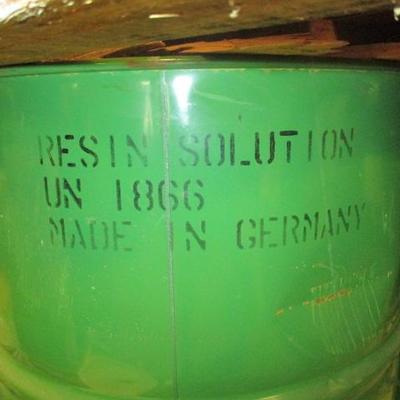 RESIN SOLUTION
UN 1866
MADE IN GERMANY